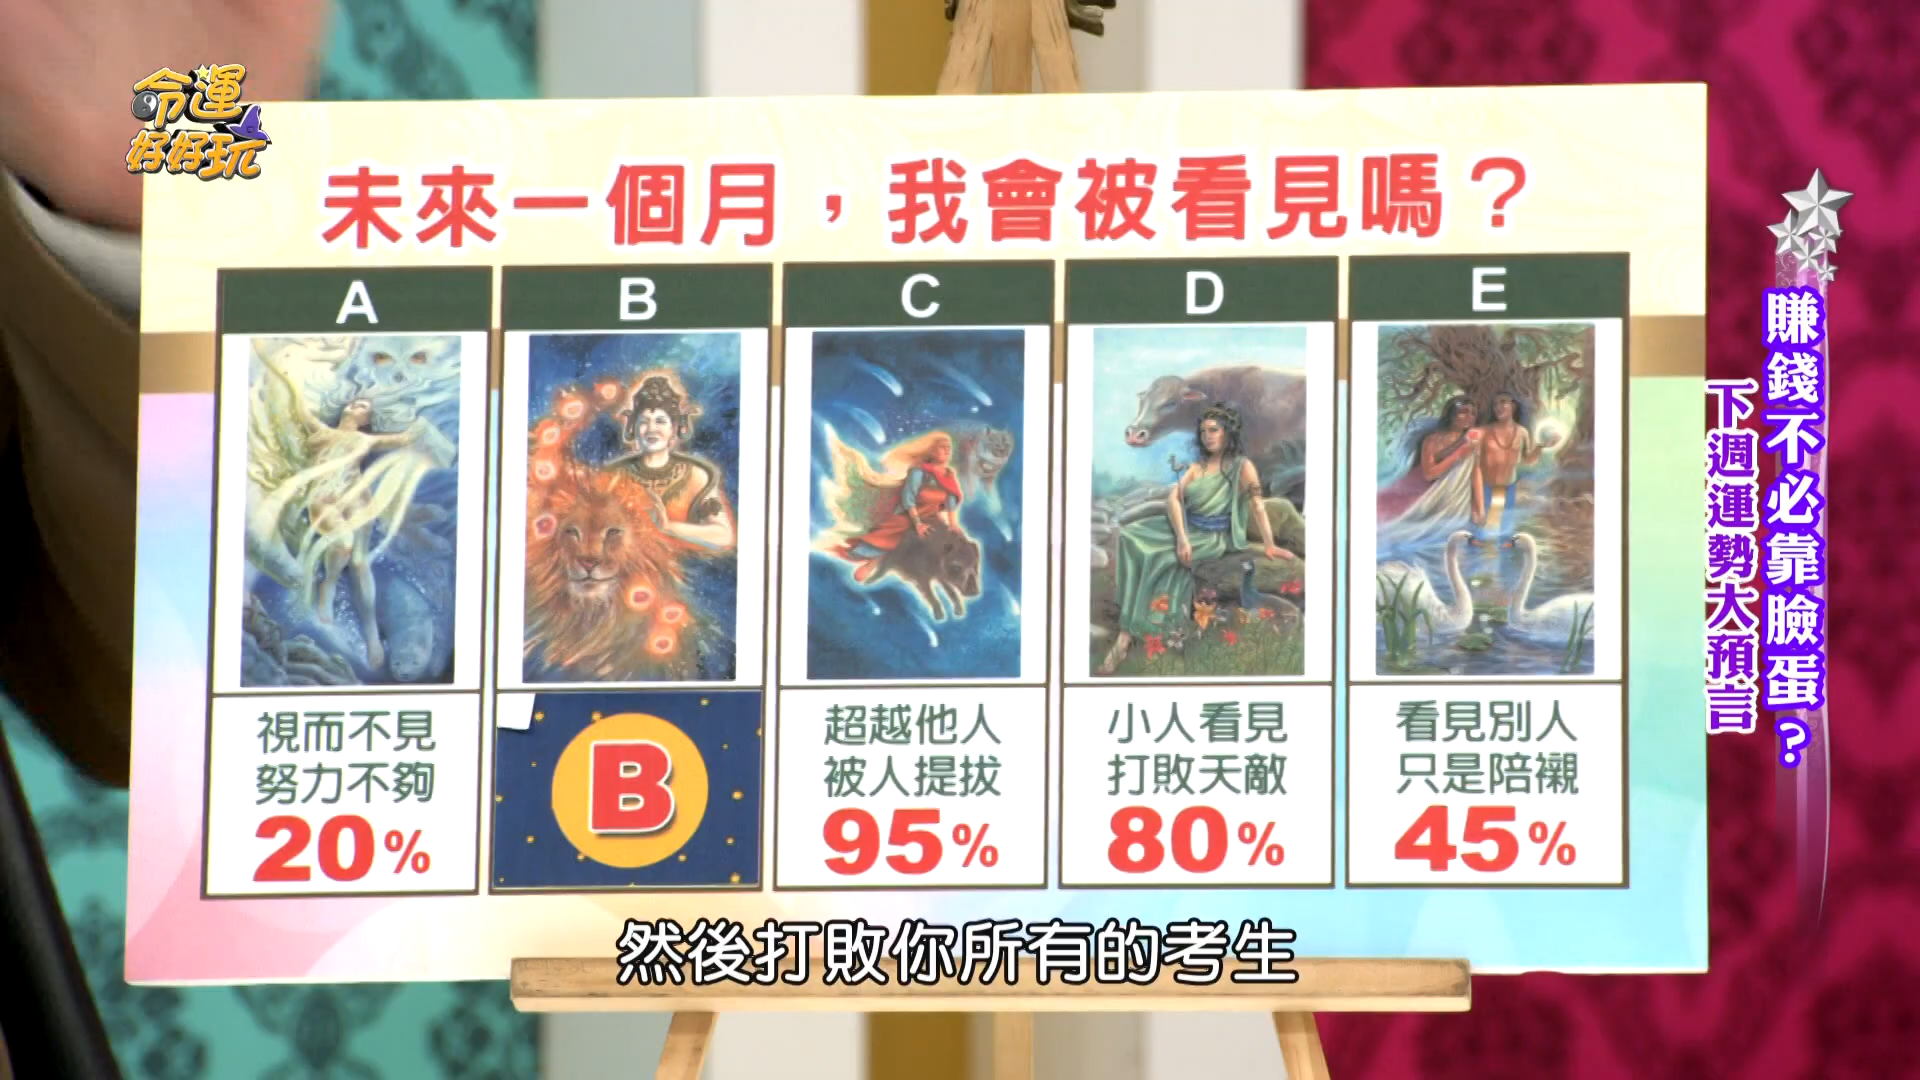 命運
好好玩
未來一個月，我會被看見嗎？
A
B
C
D
E
視而不見
努力不夠
20%
B
超越他人
被人提拔
95%
小人看見
打敗天敵
80%
看見別人
只是陪襯
45%
賺錢不必靠臉蛋？
下週運勢大預言
然後打敗你所有的考生